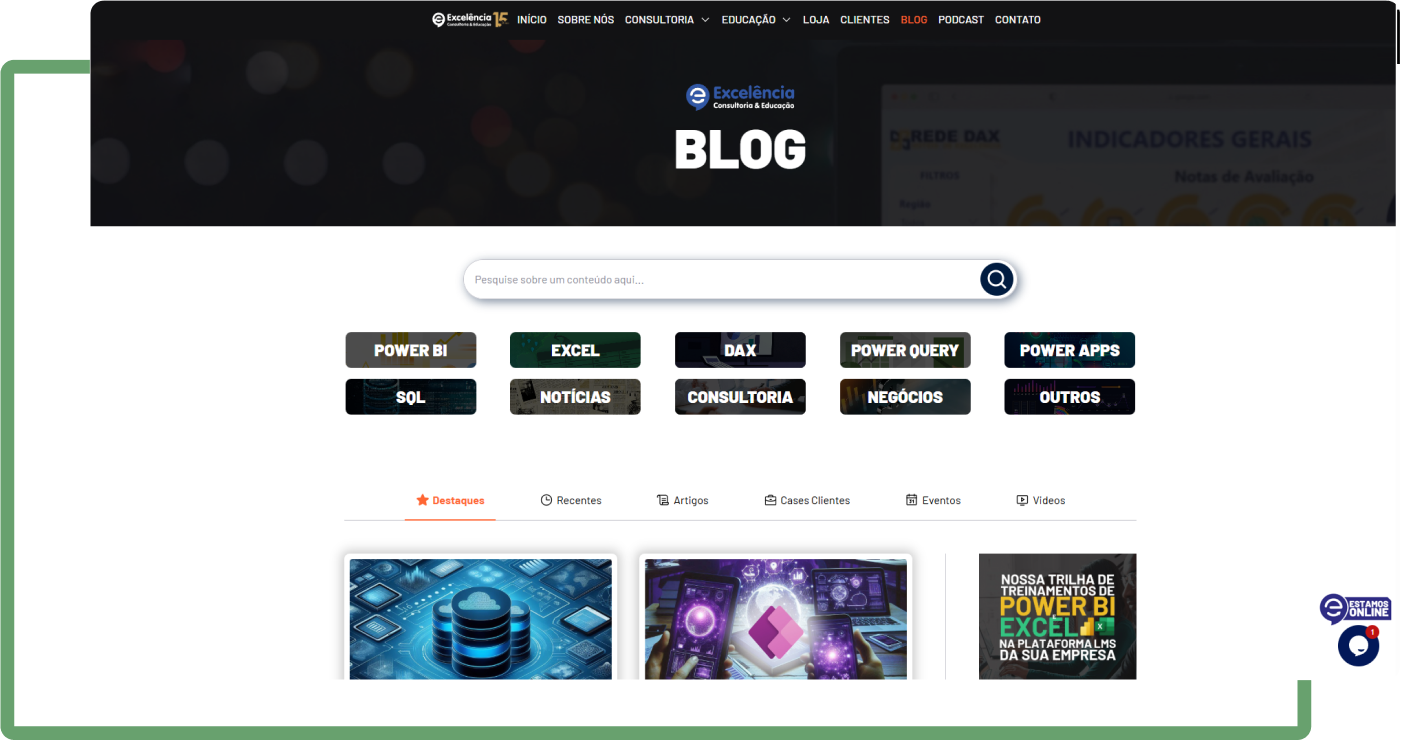 Excelência 15
Consultoria & Educação
INÍCIO SOBRE NÓS CONSULTORIA EDUCAÇÃO LOJA CLIENTES BLOG PODCAST CONTATO
Excelência
Consultoria & Educação
BLOG
REDE DAX
INDICADORES GERAIS
FILTROS
Notas de Avaliação
Região
Pesquise sobre um conteúdo aqui...
POWER BI EXCEL DAX POWER QUERY POWER APPS
SQL NOTÍCIAS CONSULTORIA NEGÓCIOS OUTROS
Destaques Recentes Artigos Cases Clientes Eventos Videos
NOSSA TRILHA DE
TREINAMENTOS DE
POWER BI
EXCEL
NA PLATAFORMA LMS
DA SUA EMPRESA
ESTAMOS
ONLINE
1